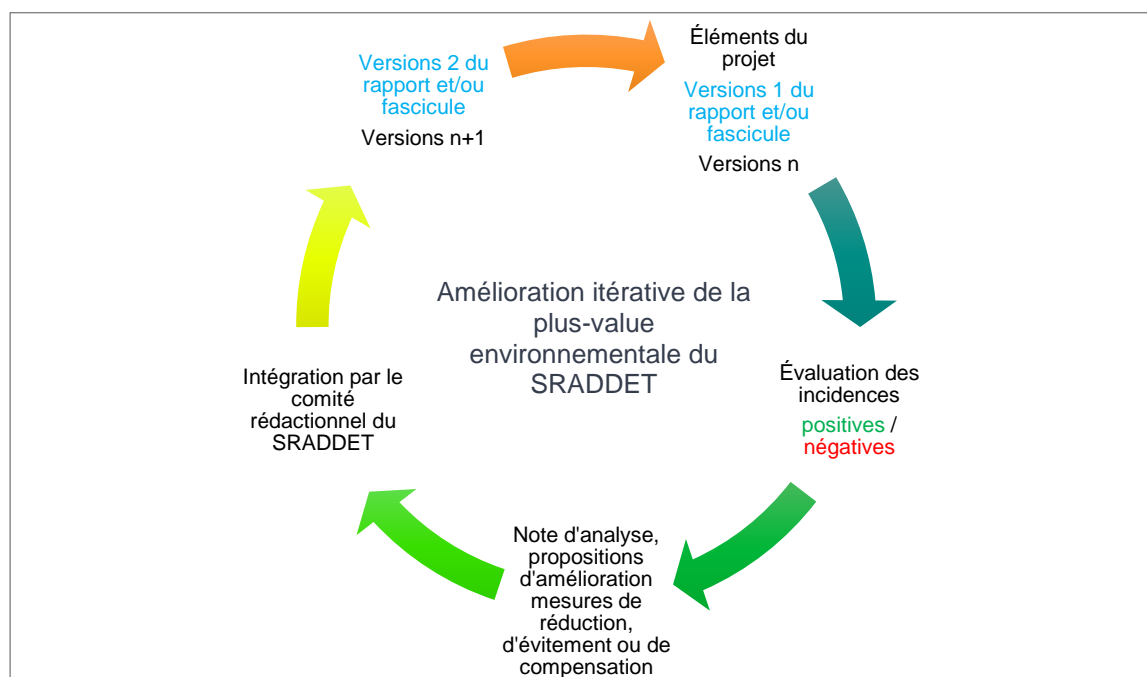 Éléments du
projet
Versions 1 du
rapport et/ou
fascicule
Versions n
Évaluation des
incidences
positives /
négatives
Note d'analyse,
propositions
d'amélioration
mesures de
réduction,
d'évitement ou de
compensation
Intégration par le
comité
rédactionnel du
SRADDET
Versions 2 du
rapport et/ou
fascicule
Versions n+1
Amélioration itérative de la
plus-value
environnementale du
SRADDET